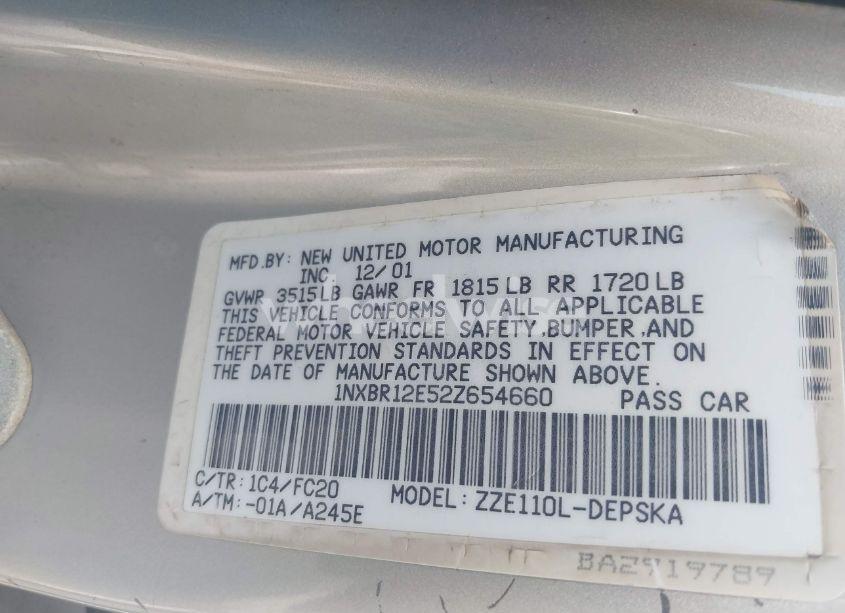 MFD.BY: NEW UNITED MOTOR MANUFACTURING
INC. 12/01
GVWR 3515LB GAWR FR 1815LB RR 1720LB
THIS VEHICLE CONFORMS TO ALL APPLICABLE
FEDERAL MOTOR VEHICLE SAFETY,BUMPER,AND
THEFT PREVENTION STANDARDS IN EFFECT ON
THE DATE OF MANUFACTURE SHOWN ABOVE.
1NXBR12E52Z654660 PASS CAR
C/TR: 1C4/FC20
A/TM: -01A/A245E
MODEL: ZZE110L-DEPSKA
BA2919789